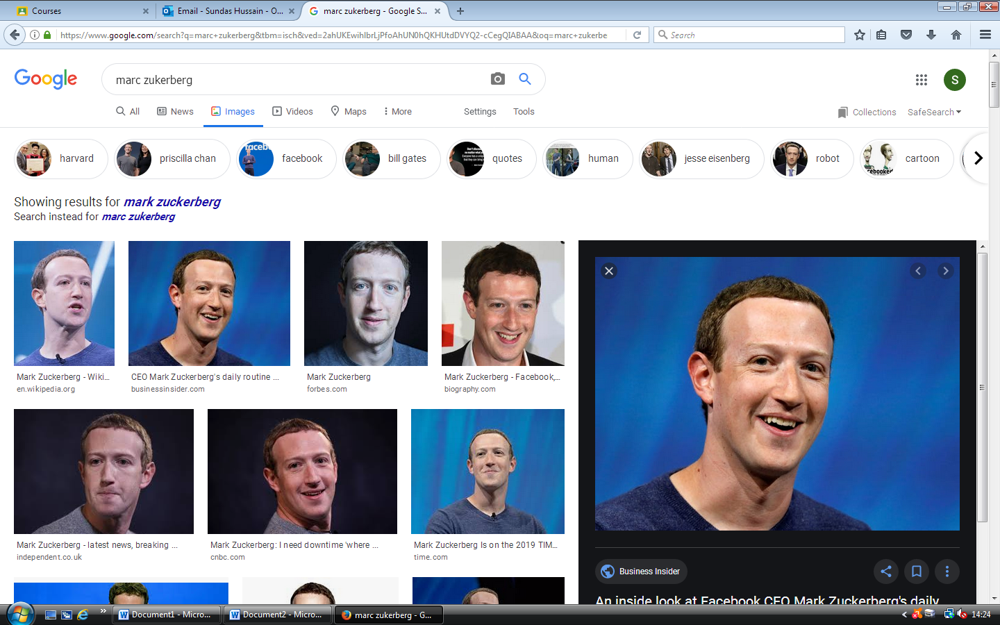 Courses
Email - Sundas Hussain - O...
marc zukerberg - Google S...
https://www.google.com/search?q=marc+zukerberg&tbm=isch&ved=2ahUKEwihlbrLjPfoAhUN0hQKHUtdDVYQ2-cCegQIABAA&oq=marc+zukerbe
Search
Google
marc zukerberg
S
All
News
Images
Videos
Maps
More
Settings
Tools
Collections
SafeSearch
harvard
priscilla chan
facebook
bill gates
quotes
human
jesse eisenberg
robot
cartoon
Showing results for mark zuckerberg
Search instead for marc zukerberg
Mark Zuckerberg - Wiki...
en.wikipedia.org
CEO Mark Zuckerberg's daily routine ...
businessinsider.com
Mark Zuckerberg
forbes.com
Mark Zuckerberg - Facebook,...
biography.com
Mark Zuckerberg - latest news, breaking ...
independent.co.uk
Mark Zuckerberg: I need downtime 'where ...
cnbc.com
Mark Zuckerberg Is on the 2019 TIM...
time.com
Business Insider
An inside look at Facebook CEO Mark Zuckerberg's daily
Document1 - Micro...
Document2 - Micro...
marc zukerberg - G...
14:24